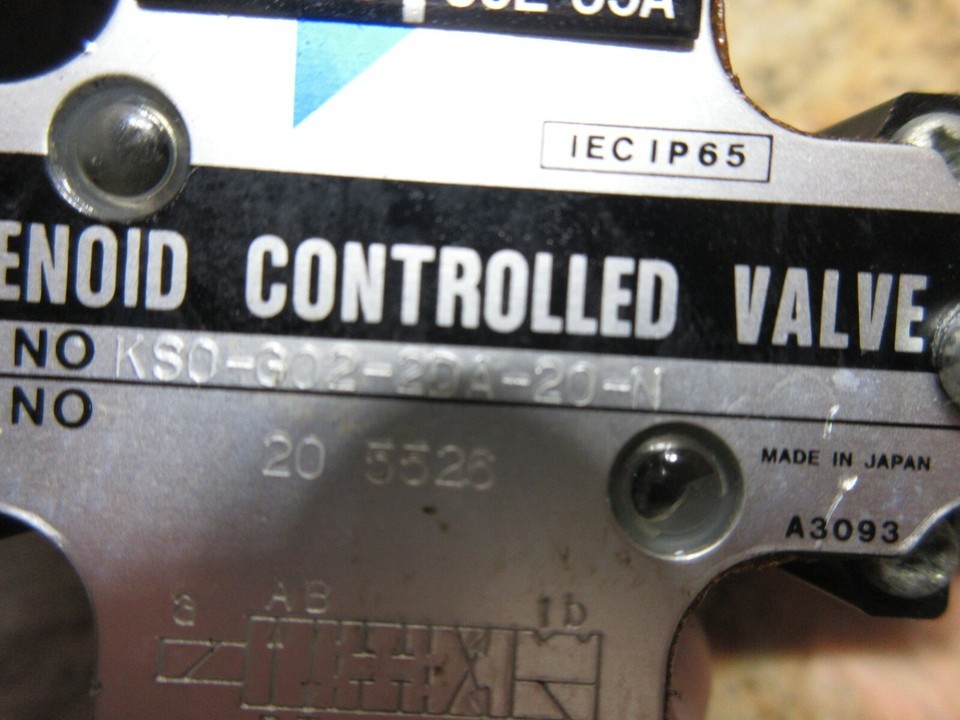 IEC IP65
ENOID CONTROLLED VALVE
NO KSO-G02-2DA-20-N
NO
20 5526
MADE IN JAPAN
A3093
a AB b